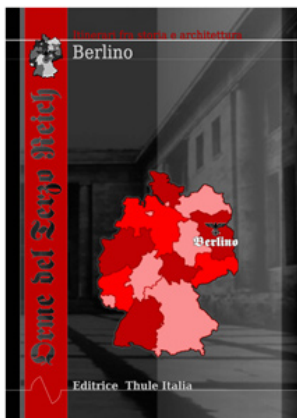 Itinerari fra storia e architettura
Berlino
Orme del Terzo Reich
Berlino
Editrice Thule Italia